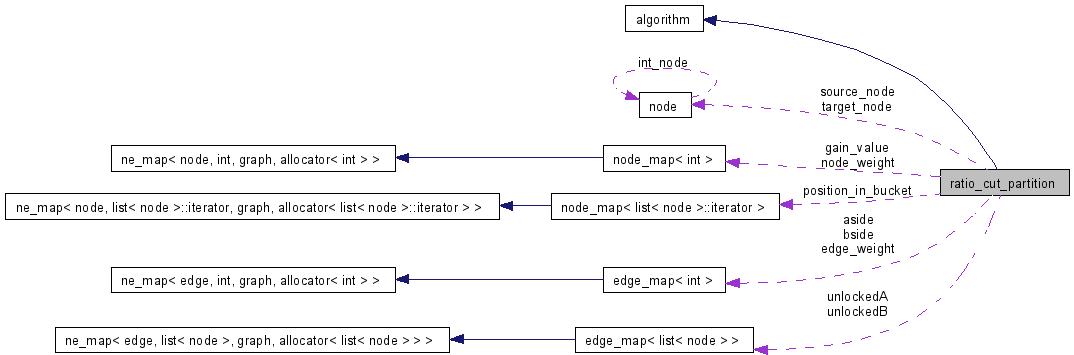 algorithm
int_node
node
source_node
target_node
ne_map< node, int, graph, allocator< int > >
node_map< int >
gain_value
node_weight
ratio_cut_partition
ne_map< node, list< node >::iterator, graph, allocator< list< node >::iterator > >
node_map< list< node >::iterator >
position_in_bucket
aside
bside
edge_weight
ne_map< edge, int, graph, allocator< int > >
edge_map< int >
unlockedA
unlockedB
ne_map< edge, list< node >, graph, allocator< list< node > > >
edge_map< list< node > >